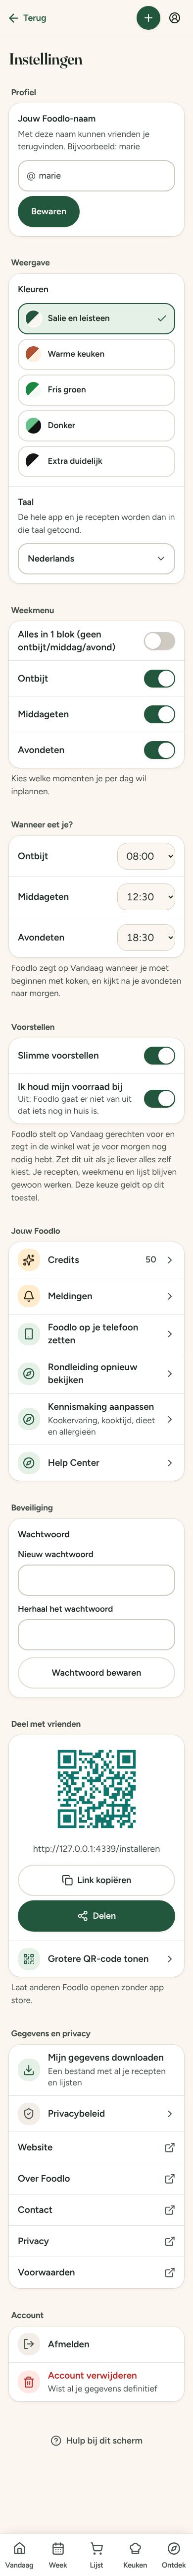 Terug
Instellingen
Profiel
Jouw Foodlo-naam
Met deze naam kunnen vrienden je
terugvinden. Bijvoorbeeld: marie
@ marie
Bewaren
Weergave
Kleuren
Salie en leisteen
Warme keuken
Fris groen
Donker
Extra duidelijk
Taal
De hele app en je recepten worden dan in
die taal getoond.
Nederlands
Weekmenu
Alles in 1 blok (geen
ontbijt/middag/avond)
Ontbijt
Middageten
Avondeten
Kies welke momenten je per dag wil
inplannen.
Wanneer eet je?
Ontbijt 08:00
Middageten 12:30
Avondeten 18:30
Foodlo zegt op Vandaag wanneer je moet
beginnen met koken, en kijkt na je avondeten
naar morgen.
Voorstellen
Slimme voorstellen
Ik houd mijn voorraad bij
Uit: Foodlo gaat er niet van uit
dat iets nog in huis is.
Foodlo stelt op Vandaag gerechten voor en
zegt in de winkel wat je voor morgen nog
nodig hebt. Zet dit uit als je liever alles zelf
kiest. Je recepten, weekmenu en lijst blijven
gewoon werken. Deze keuze geldt op dit
toestel.
Jouw Foodlo
Credits 50
Meldingen
Foodlo op je telefoon
zetten
Rondleiding opnieuw
bekijken
Kennismaking aanpassen
Kookervaring, kooktijd, dieet
en allergieën
Help Center
Beveiliging
Wachtwoord
Nieuw wachtwoord
Herhaal het wachtwoord
Wachtwoord bewaren
Deel met vrienden
http://127.0.0.1:4339/installeren
Link kopiëren
Delen
Grotere QR-code tonen
Laat anderen Foodlo openen zonder app
store.
Gegevens en privacy
Mijn gegevens downloaden
Een bestand met al je recepten
en lijsten
Privacybeleid
Website
Over Foodlo
Contact
Privacy
Voorwaarden
Account
Afmelden
Account verwijderen
Wist al je gegevens definitief
Hulp bij dit scherm
Vandaag Week Lijst Keuken Ontdek